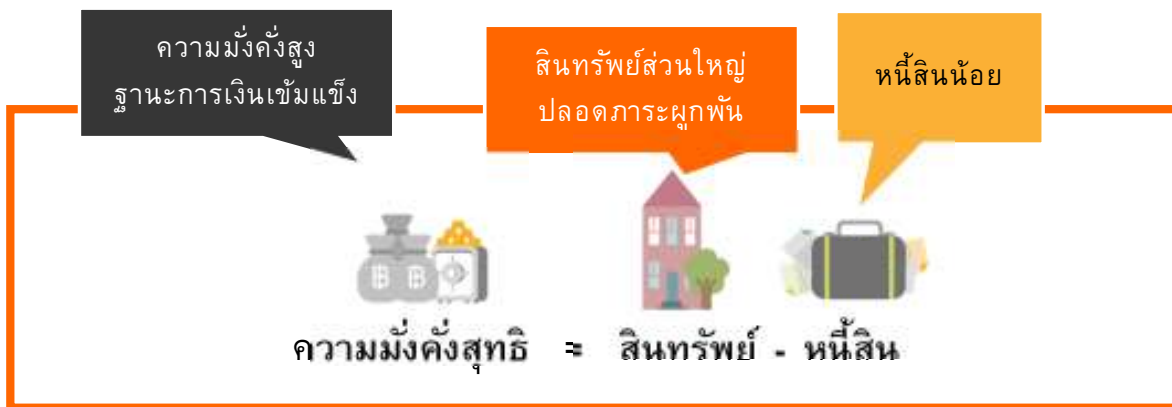 ความมั่งคั่งสูง
ฐานะการเงินเข้มแข็ง
สินทรัพย์ส่วนใหญ่
ปลอดภาระผูกพัน
หนี้สินน้อย
฿ ฿
ความมั่งคั่งสุทธิ = สินทรัพย์ - หนี้สิน